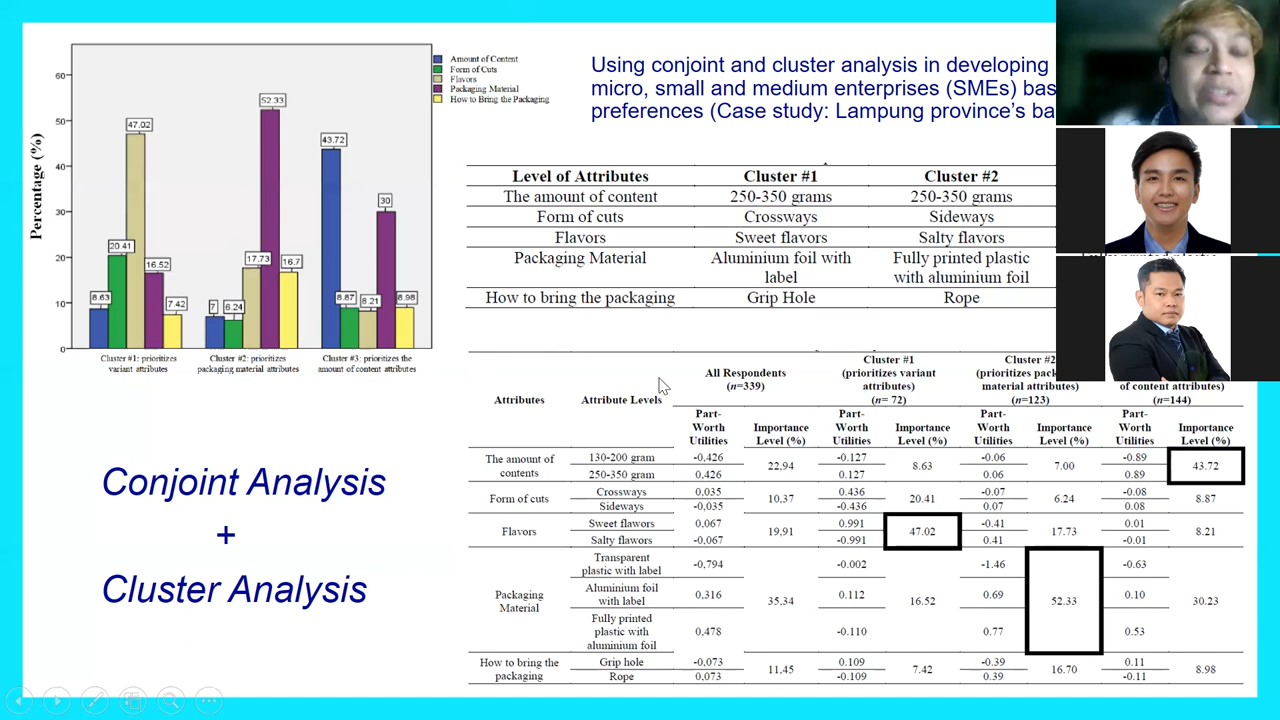 60
50
40
30
20
10
0
Percentage (%)
8.63
20.41
47.02
16.52
7.42
7
6.24
17.73
52.33
16.7
43.72
8.87
8.21
30
8.98
Cluster #1: prioritizes
variant attributes
Cluster #2: prioritizes
packaging material attributes
Cluster #3: prioritizes the
amount of content attributes
Amount of Content
Form of Cuts
Flavors
Packaging Material
How to Bring the Packaging
Using conjoint and cluster analysis in developing
micro, small and medium enterprises (SMEs) bas
preferences (Case study: Lampung province's ba
Level of Attributes Cluster #1 Cluster #2
The amount of content 250-350 grams 250-350 grams
Form of cuts Crossways Sideways
Flavors Sweet flavors Salty flavors
Packaging Material Aluminium foil with Fully printed plastic
label with aluminium foil
How to bring the packaging Grip Hole Rope
Attributes Attribute Levels
All Respondents
(n=339)
Cluster #1
(prioritizes variant
attributes)
(n= 72)
Cluster #2
(prioritizes pack
material attributes)
(n=123)
of content attributes)
(n=144)
Part-Worth Utilities Importance Level (%) Part-Worth Utilities Importance Level (%) Part-Worth Utilities Importance Level (%) Part-Worth Utilities Importance Level (%)
The amount of contents
130-200 gram -0,426 22,94 -0.127 8.63 -0.06 7.00 -0.89 43.72
250-350 gram 0,426 0.127 0.06 0.89
Form of cuts
Crossways 0,035 10,37 0.436 20.41 -0.07 6.24 -0.08 8.87
Sideways -0,035 -0.436 0.07 0.08
Flavors
Sweet flawors 0,067 19,91 0.991 47.02 -0.41 17.73 0.01 8.21
Salty flawors -0,067 -0.991 0.41 -0.01
Packaging Material
Transparent plastic with label -0,794 -0.002 -1.46 -0.63
Aluminium foil with label 0,316 35,34 0.112 16.52 0.69 52.33 0.10 30.23
Fully printed plastic with aluminium foil 0,478 -0.110 0.77 0.53
How to bring the packaging
Grip hole -0,073 11,45 0.109 7.42 -0.39 16.70 0.11 8.98
Rope 0,073 -0.109 0.39 -0.11
Conjoint Analysis
+
Cluster Analysis